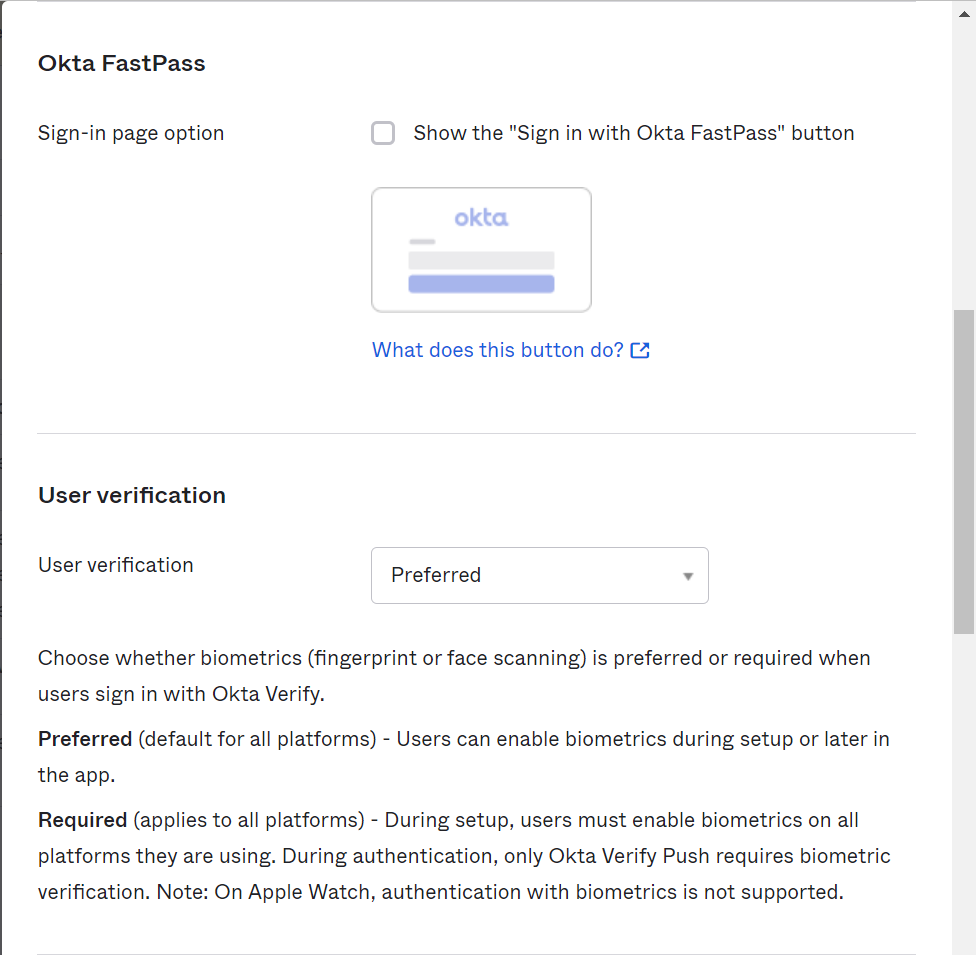 Okta FastPass
Sign-in page option
Show the "Sign in with Okta FastPass" button
okta
What does this button do?
User verification
User verification
Preferred
Choose whether biometrics (fingerprint or face scanning) is preferred or required when
users sign in with Okta Verify.
Preferred (default for all platforms) - Users can enable biometrics during setup or later in
the app.
Required (applies to all platforms) - During setup, users must enable biometrics on all
platforms they are using. During authentication, only Okta Verify Push requires biometric
verification. Note: On Apple Watch, authentication with biometrics is not supported.